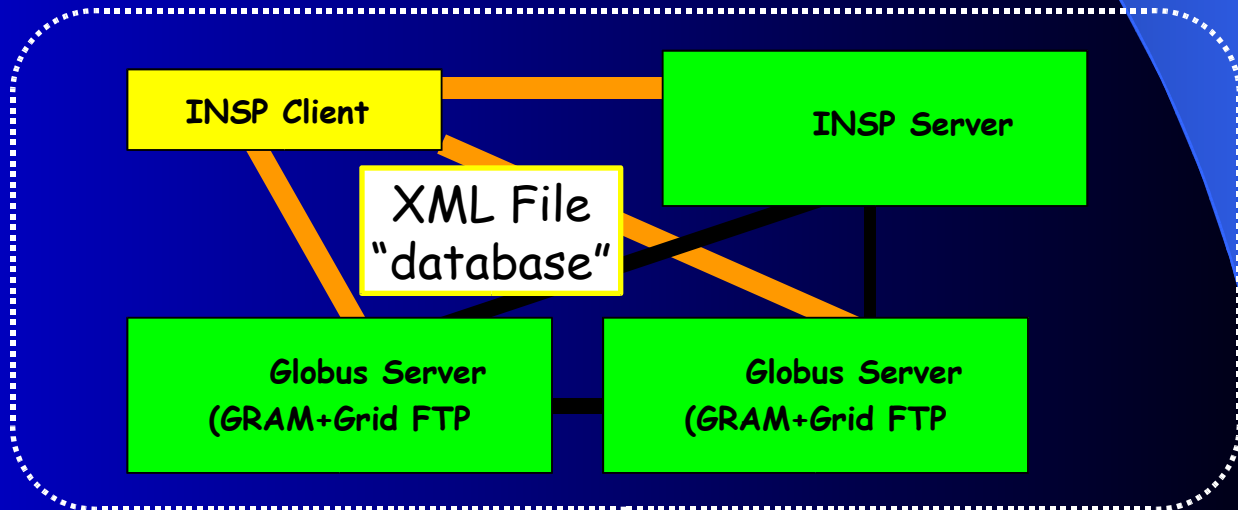 INSP Client
INSP Server
XML File
“database”
Globus Server
(GRAM+Grid FTP
Globus Server
(GRAM+Grid FTP